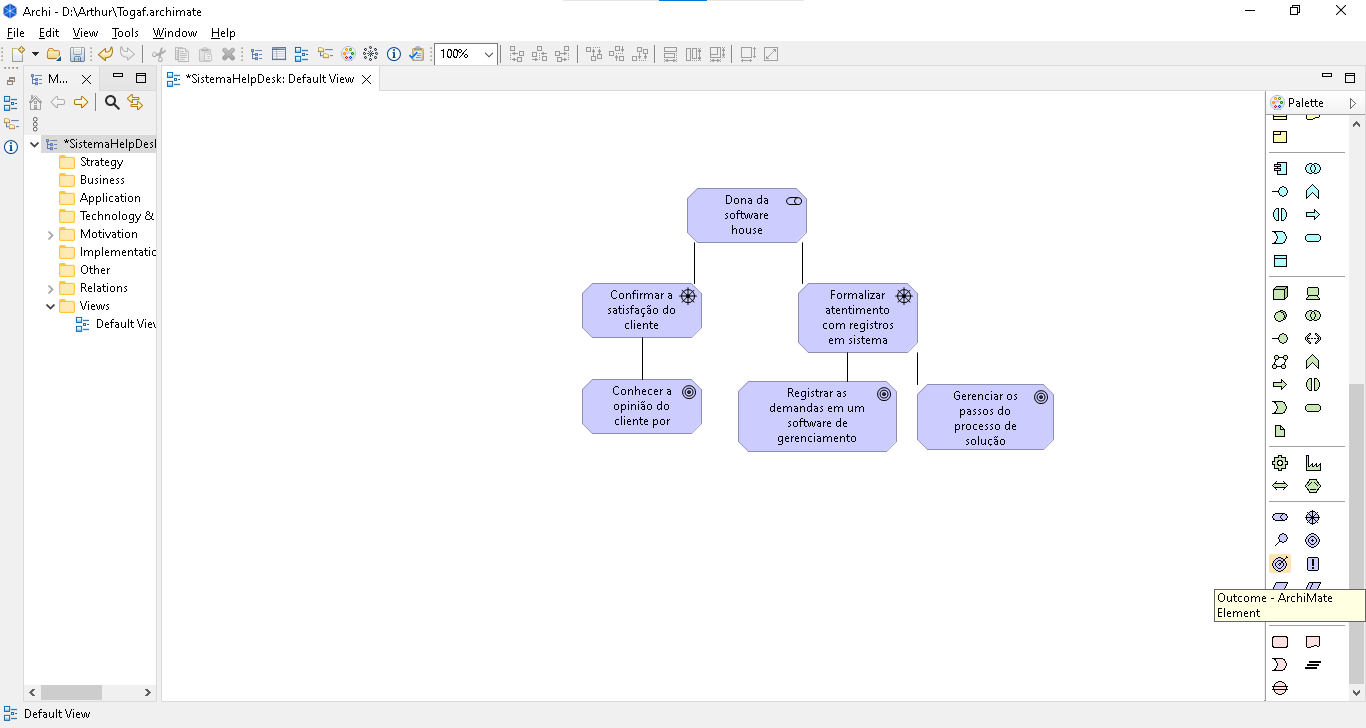 Archi - D:\Arthur\Togaf.archimate
File Edit View Tools Window Help
100%
M...
*SistemaHelpDesk: Default View
Palette
*SistemaHelpDesk
Strategy
Business
Application
Technology &
Motivation
Implementatic
Other
Relations
Views
Default View
Dona da
software
house
Confirmar a
satisfação do
cliente
Formalizar
atentimento
com registros
em sistema
Conhecer a
opinião do
cliente por
Registrar as
demandas em um
software de
gerenciamento
Gerenciar os
passos do
processo de
solução
Outcome - ArchiMate
Element
Default View